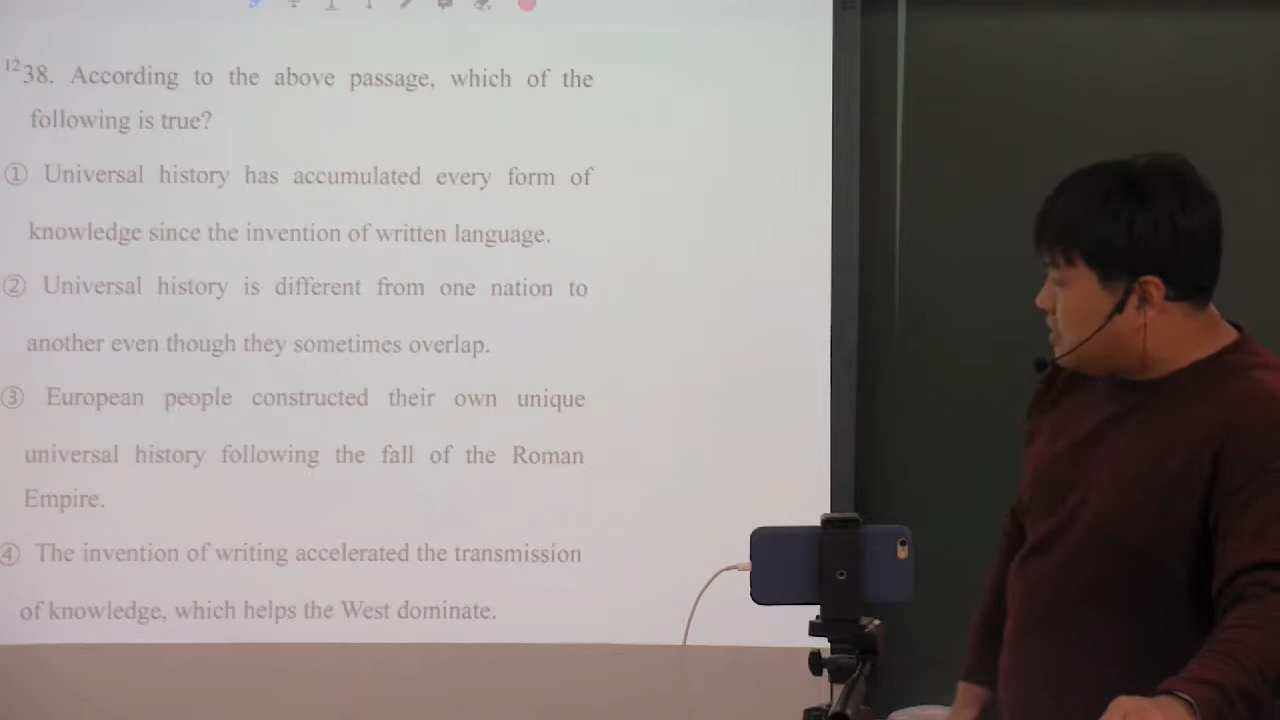 ¹²38. According to the above passage, which of the
following is true?
① Universal history has accumulated every form of
knowledge since the invention of written language.
② Universal history is different from one nation to
another even though they sometimes overlap.
③ European people constructed their own unique
universal history following the fall of the Roman
Empire.
④ The invention of writing accelerated the transmission
of knowledge, which helps the West dominate.